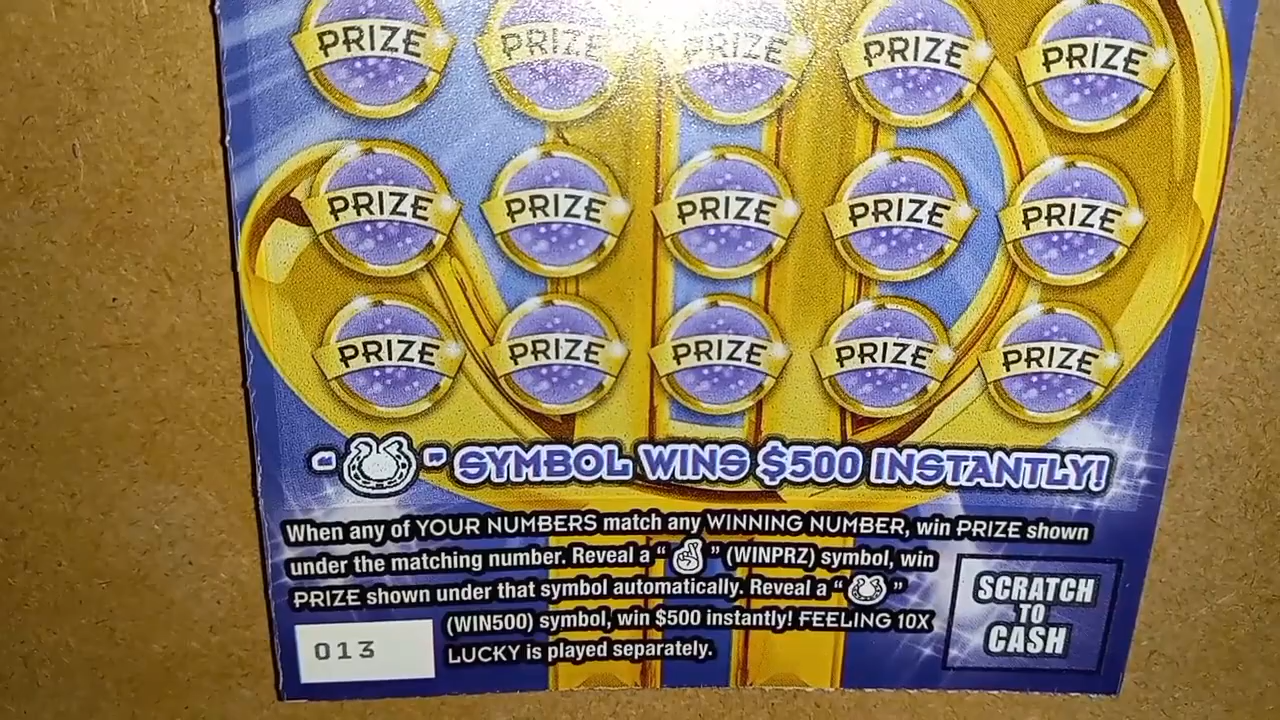 PRIZE PRIZE PRIZE PRIZE PRIZE
PRIZE PRIZE PRIZE PRIZE PRIZE
PRIZE PRIZE PRIZE PRIZE PRIZE
“ ” SYMBOL WINS $500 INSTANTLY!
When any of YOUR NUMBERS match any WINNING NUMBER, win PRIZE shown
under the matching number. Reveal a “ ” (WINPRZ) symbol, win
PRIZE shown under that symbol automatically. Reveal a “ ”
(WIN500) symbol, win $500 instantly! FEELING 10X
LUCKY is played separately.
013
SCRATCH
TO
CASH